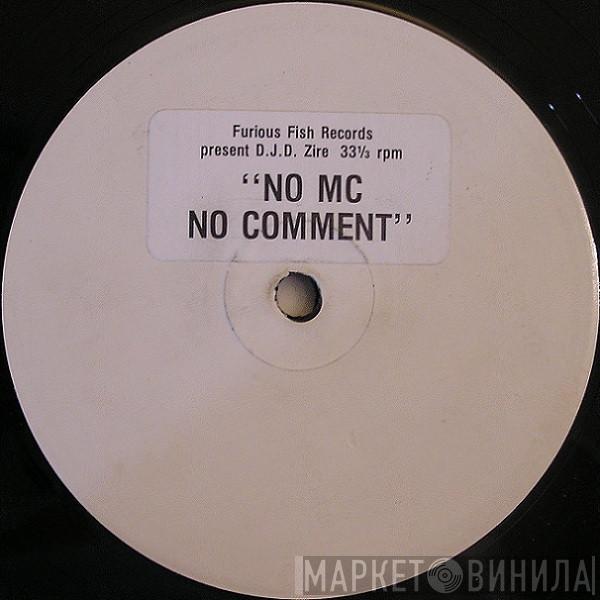 Furious Fish Records
present D.J.D. Zire 33⅓ rpm
“NO MC
NO COMMENT”
МАРКЕТ ВИНИЛА